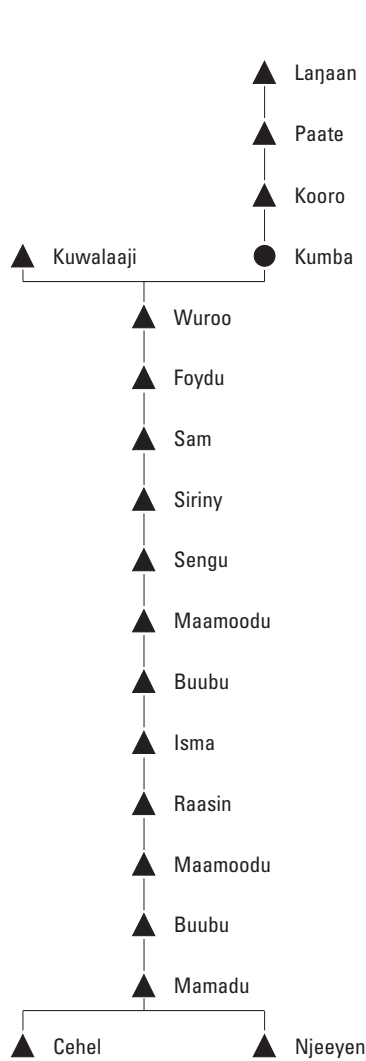 Laŋaan
Paate
Kooro
Kuwalaaji Kumba
Wuroo
Foydu
Sam
Siriny
Sengu
Maamoodu
Buubu
Isma
Raasin
Maamoodu
Buubu
Mamadu
Cehel Njeeyen